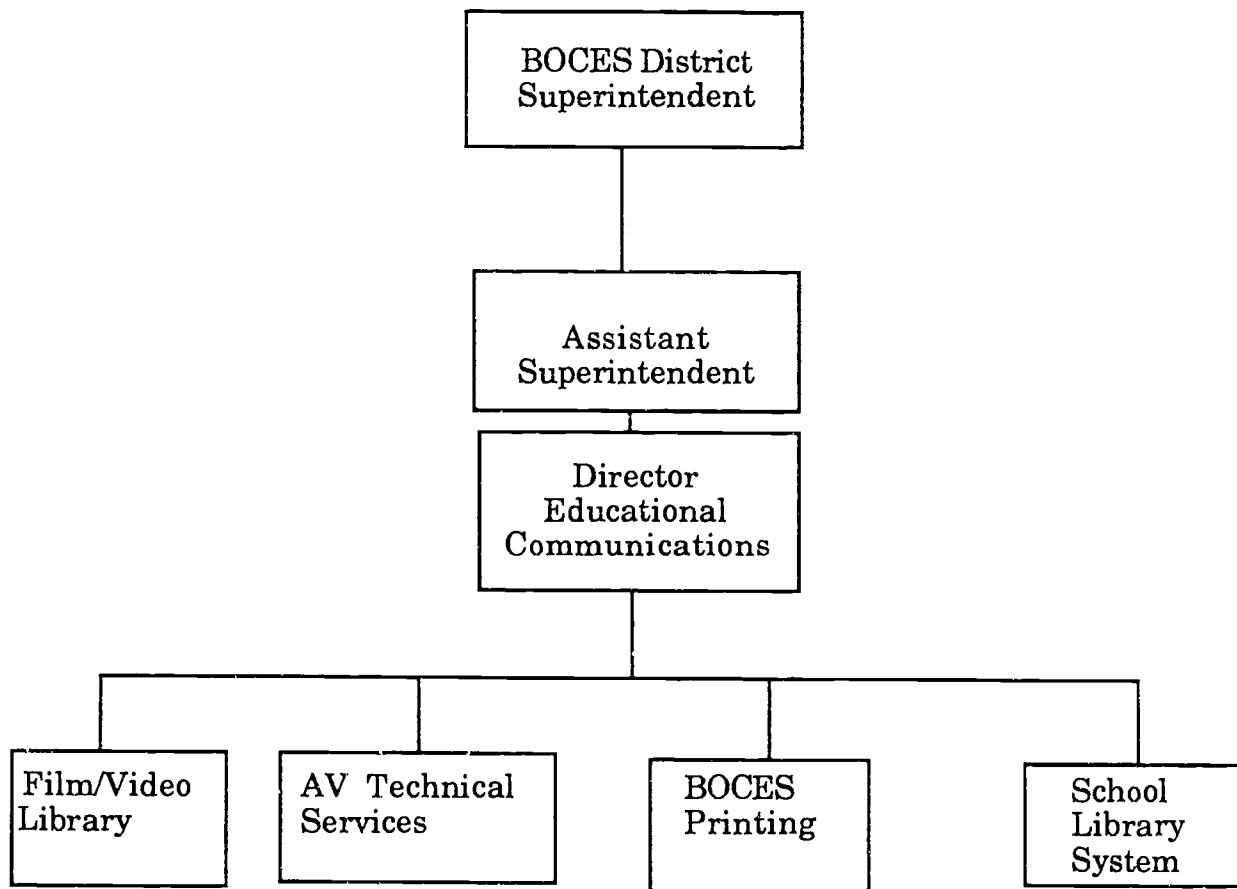 BOCES District
Superintendent
Assistant
Superintendent
Director
Educational
Communications
Film/Video
Library
AV Technical
Services
BOCES
Printing
School
Library
System